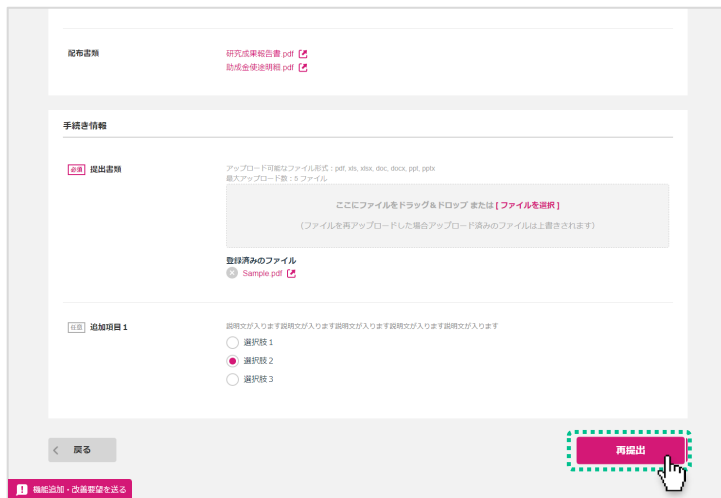 配布書類
研究成果報告書.pdf
助成金使途明細.pdf
手続き情報
必須 提出書類
アップロード可能なファイル形式：pdf, xls, xlsx, doc, docx, ppt, pptx
最大アップロード数：5 ファイル
ここにファイルをドラッグ&ドロップ または [ ファイルを選択 ]
（ファイルを再アップロードした場合アップロード済みのファイルは上書きされます）
登録済みのファイル
Sample.pdf
任意 追加項目 1
説明文が入ります説明文が入ります説明文が入ります説明文が入ります説明文が入ります
選択肢 1
選択肢 2
選択肢 3
戻る
再提出
機能追加・改善要望を送る